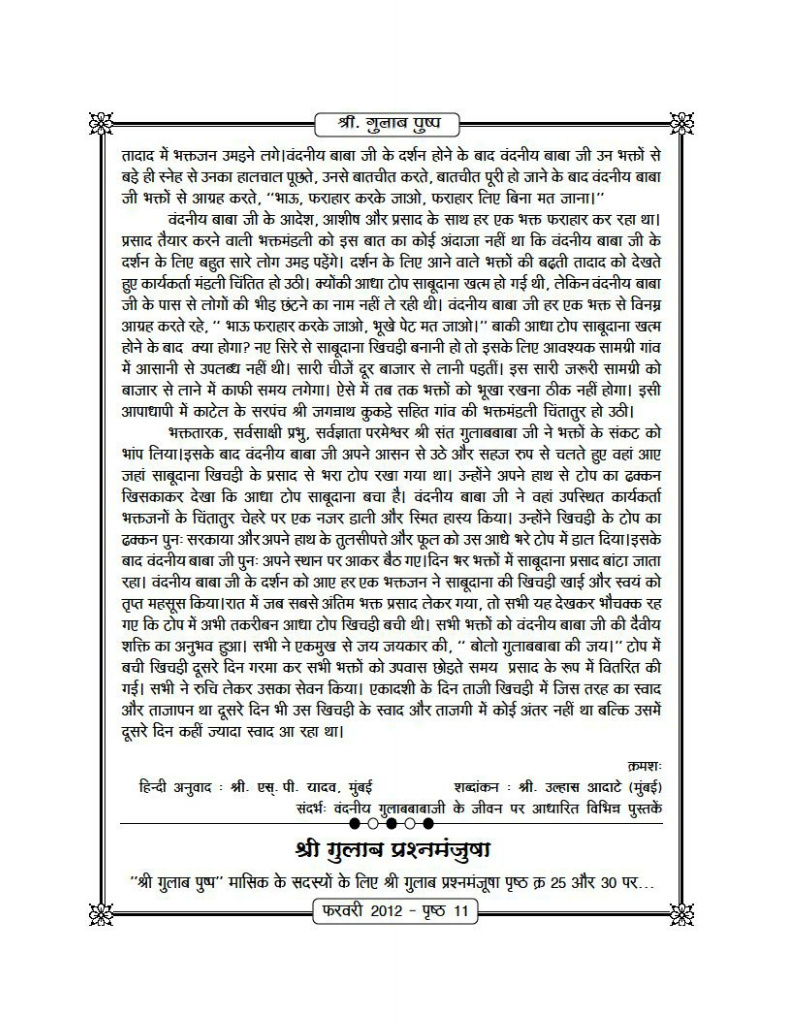 श्री. गुलाब पुष्प
तादाद में भक्तजन उमड़ने लगे।वंदनीय बाबा जी के दर्शन होने के बाद वंदनीय बाबा जी उन भक्तों से
बड़े ही स्नेह से उनका हालचाल पूछते, उनसे बातचीत करते, बातचीत पूरी हो जाने के बाद वंदनीय बाबा
जी भक्तों से आग्रह करते, ‘‘भाऊ, फराहार करके जाओ, फराहार लिए बिना मत जाना।’’
वंदनीय बाबा जी के आदेश, आशीष और प्रसाद के साथ हर एक भक्त फराहार कर रहा था।
प्रसाद तैयार करने वाली भक्तमंडली को इस बात का कोई अंदाजा नहीं था कि वंदनीय बाबा जी के
दर्शन के लिए बहुत सारे लोग उमड़ पड़ेंगे। दर्शन के लिए आने वाले भक्तों की बढ़ती तादाद को देखते
हुए कार्यकर्ता मंडली चिंतित हो उठी। क्योंकी आधा टोप साबूदाना खत्म हो गई थी, लेकिन वंदनीय बाबा
जी के पास से लोगों की भीड़ छंटने का नाम नहीं ले रही थी। वंदनीय बाबा जी हर एक भक्त से विनम्र
आग्रह करते रहे, ‘‘ भाऊ फराहार करके जाओ, भूखे पेट मत जाओ।’’ बाकी आधा टोप साबूदाना खत्म
होने के बाद क्या होगा? नए सिरे से साबूदाना खिचड़ी बनानी हो तो इसके लिए आवश्यक सामग्री गांव
में आसानी से उपलब्ध नहीं थी। सारी चीजें दूर बाजार से लानी पड़तीं। इस सारी जरूरी सामग्री को
बाजार से लाने में काफी समय लगेगा। ऐसे में तब तक भक्तों को भूखा रखना ठीक नहीं होगा। इसी
आपाधापी में काटेल के सरपंच श्री जगन्नाथ कुकड़े सहित गांव की भक्तमंडली चिंतातुर हो उठी।
भक्ततारक, सर्वसाक्षी प्रभु, सर्वज्ञाता परमेश्वर श्री संत गुलाबबाबा जी ने भक्तों के संकट को
भांप लिया।इसके बाद वंदनीय बाबा जी अपने आसन से उठे और सहज रुप से चलते हुए वहां आए
जहां साबूदाना खिचड़ी के प्रसाद से भरा टोप रखा गया था। उन्होंने अपने हाथ से टोप का ढक्कन
खिसकाकर देखा कि आधा टोप साबूदाना बचा है। वंदनीय बाबा जी ने वहां उपस्थित कार्यकर्ता
भक्तजनों के चिंतातुर चेहरे पर एक नजर डाली और स्मित हास्य किया। उन्होंने खिचड़ी के टोप का
ढक्कन पुनः सरकाया और अपने हाथ के तुलसीपत्ते और फूल को उस आधे भरे टोप में डाल दिया।इसके
बाद वंदनीय बाबा जी पुनः अपने स्थान पर आकर बैठ गए।दिन भर भक्तों में साबूदाना प्रसाद बांटा जाता
रहा। वंदनीय बाबा जी के दर्शन को आए हर एक भक्तजन ने साबूदाना की खिचड़ी खाई और स्वयं को
तृप्त महसूस किया।रात में जब सबसे अंतिम भक्त प्रसाद लेकर गया, तो सभी यह देखकर भौचक्क रह
गए कि टोप में अभी तकरीबन आधा टोप खिचड़ी बची थी। सभी भक्तों को वंदनीय बाबा जी की दैवीय
शक्ति का अनुभव हुआ। सभी ने एकमुख से जय जयकार की, ‘‘ बोलो गुलाबबाबा की जय।’’ टोप में
बची खिचड़ी दूसरे दिन गरमा कर सभी भक्तों को उपवास छोड़ते समय प्रसाद के रूप में वितरित की
गई। सभी ने रुचि लेकर उसका सेवन किया। एकादशी के दिन ताजी खिचड़ी में जिस तरह का स्वाद
और ताजापन था दूसरे दिन भी उस खिचड़ी के स्वाद और ताजगी में कोई अंतर नहीं था बल्कि उसमें
दूसरे दिन कहीं ज्यादा स्वाद आ रहा था।
क्रमशः
हिन्दी अनुवाद : श्री. एस्. पी. यादव, मुंबई शब्दांकन : श्री. उल्हास आदाटे (मुंबई)
संदर्भः वंदनीय गुलाबबाबाजी के जीवन पर आधारित विभिन्न पुस्तकें
श्री गुलाब प्रश्नमंजुषा
‘‘श्री गुलाब पुष्प’’ मासिक के सदस्यों के लिए श्री गुलाब प्रश्नमंजूषा पृष्ठ क्र 25 और 30 पर...
फरवरी 2012 - पृष्ठ 11